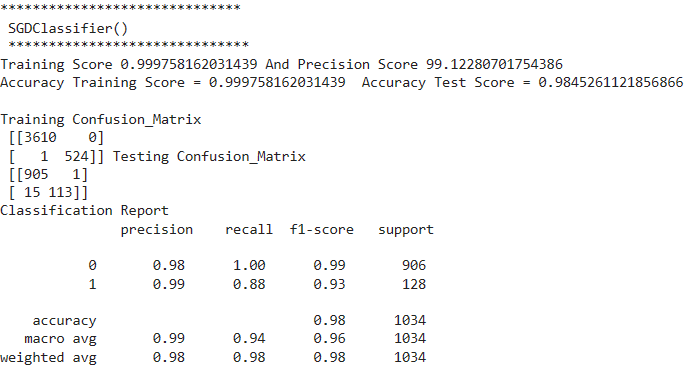 ******************************
SGDClassifier()
******************************
Training Score 0.999758162031439 And Precision Score 99.12280701754386
Accuracy Training Score = 0.999758162031439  Accuracy Test Score = 0.9845261121856866
Training Confusion_Matrix
[[3610    0]
[   1  524]] Testing Confusion_Matrix
[[905   1]
[ 15 113]]
Classification Report
precision    recall  f1-score   support
0       0.98      1.00      0.99       906
1       0.99      0.88      0.93       128
accuracy                           0.98      1034
macro avg       0.99      0.94      0.96      1034
weighted avg       0.98      0.98      0.98      1034